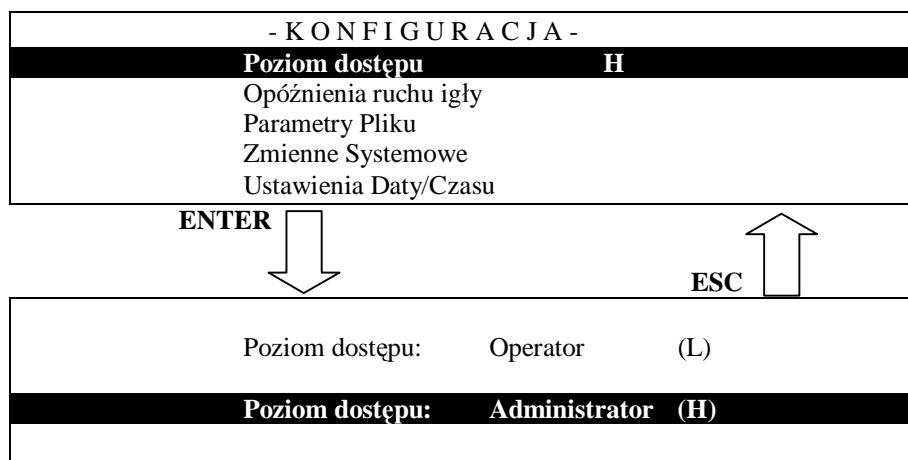 - K O N F I G U R A C J A -
Poziom dostępu H
Opóźnienia ruchu igły
Parametry Pliku
Zmienne Systemowe
Ustawienia Daty/Czasu
ENTER
ESC
Poziom dostępu: Operator (L)
Poziom dostępu: Administrator (H)